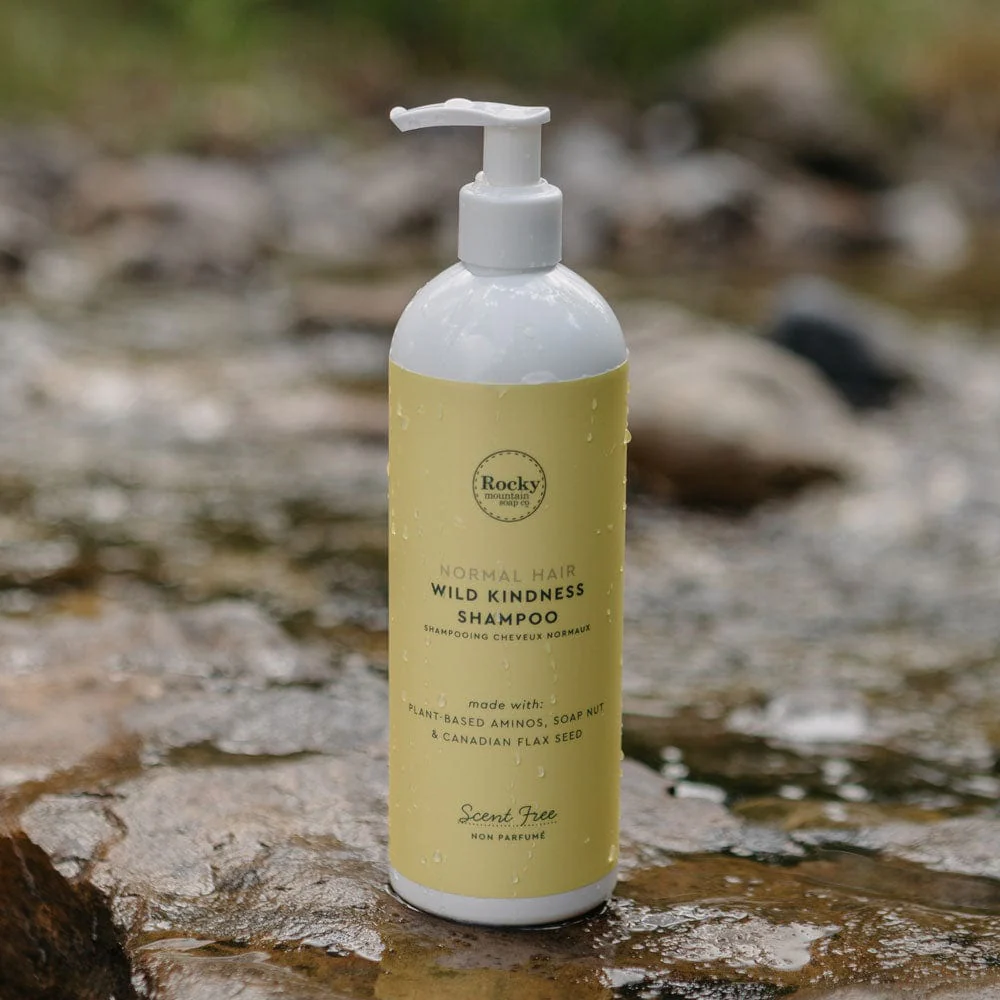 Rocky
mountain
soap co
NORMAL HAIR
WILD KINDNESS
SHAMPOO
SHAMPOOING CHEVEUX NORMAUX
made with:
PLANT-BASED AMINOS, SOAP NUT
& CANADIAN FLAX SEED
Scent Free
NON PARFUMÉ